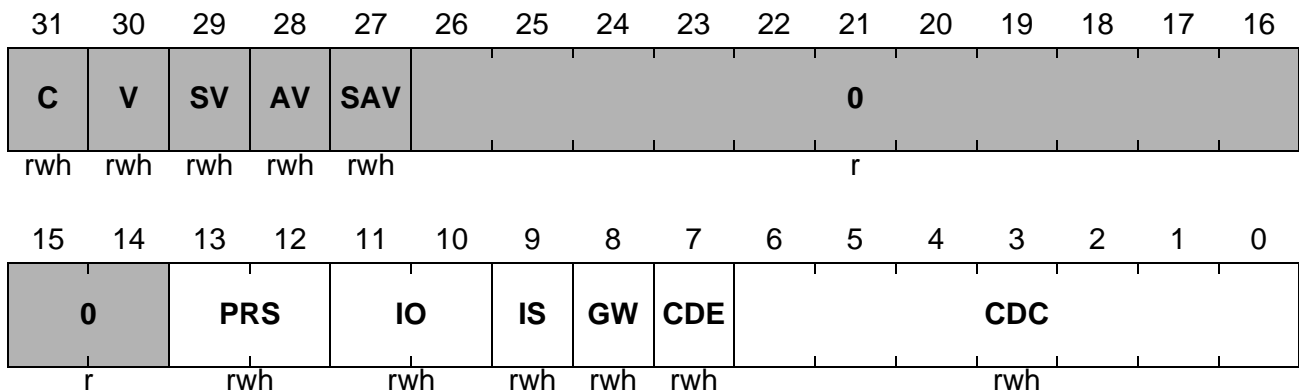 31 30 29 28 27 26 25 24 23 22 21 20 19 18 17 16
C V SV AV SAV 0
rwh rwh rwh rwh rwh r
15 14 13 12 11 10 9 8 7 6 5 4 3 2 1 0
0 PRS IO IS GW CDE CDC
r rwh rwh rwh rwh rwh rwh